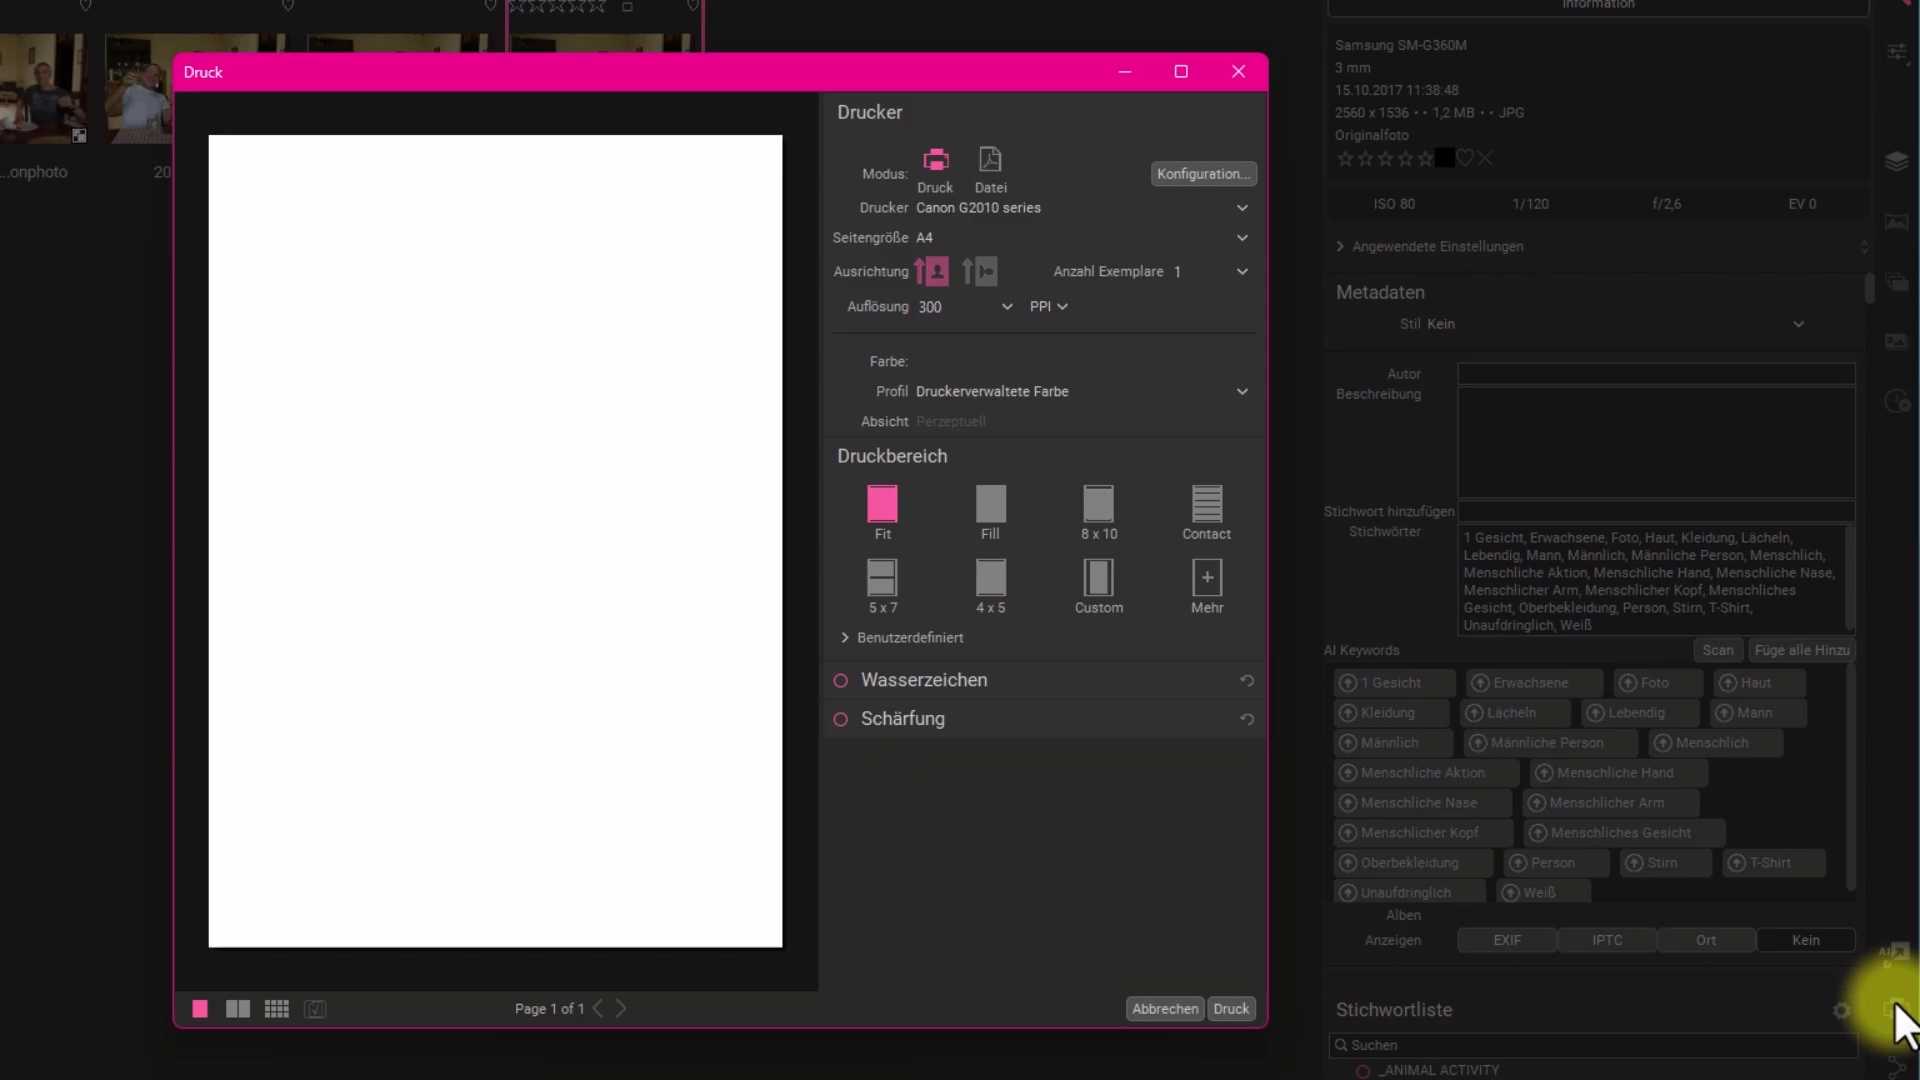 ...onphoto
20
Druck
Drucker
Modus:
Druck
Datei
Konfiguration...
Drucker Canon G2010 series
Seitengröße A4
Ausrichtung
Anzahl Exemplare 1
Auflösung 300
PPI
Farbe:
Profil Druckerverwaltete Farbe
Absicht Perzeptuell
Druckbereich
Fit
Fill
8 x 10
Contact
5 x 7
4 x 5
Custom
Mehr
Benutzerdefiniert
Wasserzeichen
Schärfung
Page 1 of 1
Abbrechen
Druck
Information
Samsung SM-G360M
3 mm
15.10.2017 11:38:48
2560 x 1536 • • 1,2 MB • • JPG
Originalfoto
ISO 80
1/120
f/2,6
EV 0
Angewendete Einstellungen
Metadaten
Stil Kein
Autor
Beschreibung
Stichwort hinzufügen
Stichwörter
1 Gesicht, Erwachsene, Foto, Haut, Kleidung, Lächeln,
Lebendig, Mann, Männlich, Männliche Person, Menschlich,
Menschliche Aktion, Menschliche Hand, Menschliche Nase,
Menschlicher Arm, Menschlicher Kopf, Menschliches
Gesicht, Oberbekleidung, Person, Stirn, T-Shirt,
Unaufdringlich, Weiß
AI Keywords
Scan
Füge alle Hinzu
1 Gesicht
Erwachsene
Foto
Haut
Kleidung
Lächeln
Lebendig
Mann
Männlich
Männliche Person
Menschlich
Menschliche Aktion
Menschliche Hand
Menschliche Nase
Menschlicher Arm
Menschlicher Kopf
Menschliches Gesicht
Oberbekleidung
Person
Stirn
T-Shirt
Unaufdringlich
Weiß
Alben
Anzeigen
EXIF
IPTC
Ort
Kein
AI
Stichwortliste
Suchen
_ANIMAL ACTIVITY